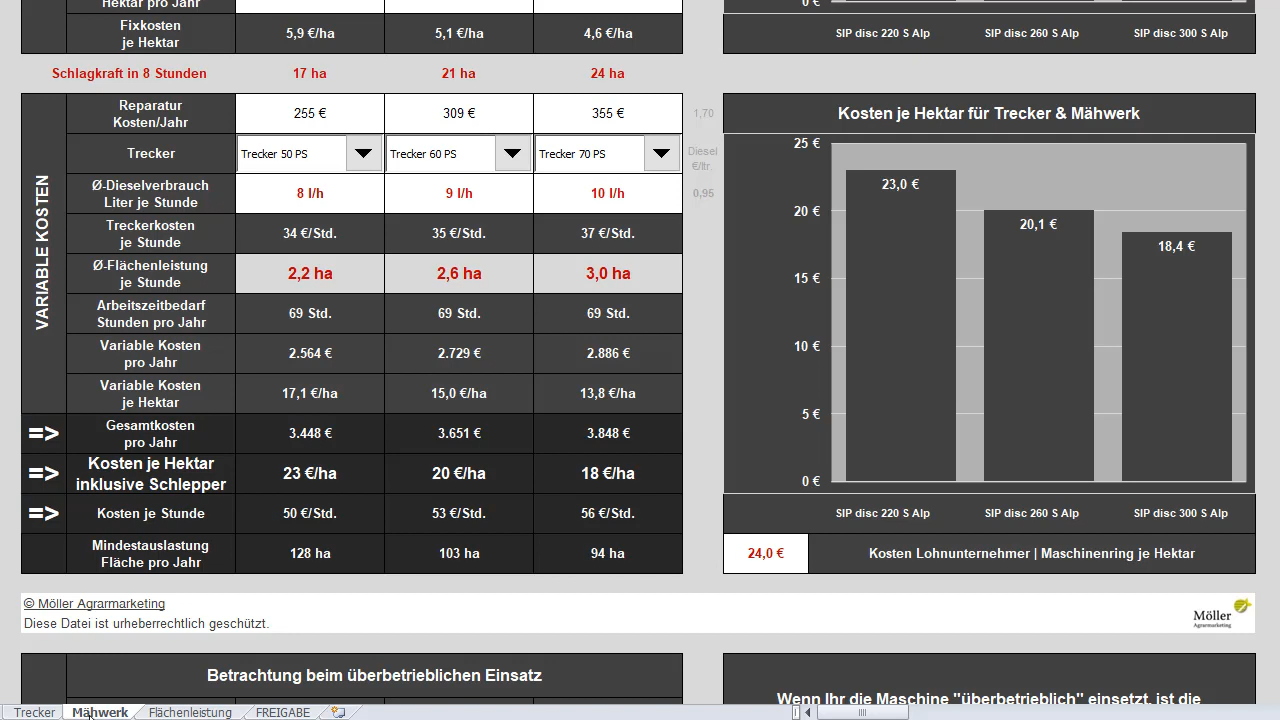 Hektar pro Jahr
Fixkosten
je Hektar
5,9 €/ha
5,1 €/ha
4,6 €/ha
Schlagkraft in 8 Stunden
17 ha
21 ha
24 ha
VARIABLE KOSTEN
Reparatur
Kosten/Jahr
255 €
309 €
355 €
1,70
Trecker
Trecker 50 PS
Trecker 60 PS
Trecker 70 PS
Diesel
€/ltr.
Ø-Dieselverbrauch
Liter je Stunde
8 l/h
9 l/h
10 l/h
0,95
Treckerkosten
je Stunde
34 €/Std.
35 €/Std.
37 €/Std.
Ø-Flächenleistung
je Stunde
2,2 ha
2,6 ha
3,0 ha
Arbeitszeitbedarf
Stunden pro Jahr
69 Std.
69 Std.
69 Std.
Variable Kosten
pro Jahr
2.564 €
2.729 €
2.886 €
Variable Kosten
je Hektar
17,1 €/ha
15,0 €/ha
13,8 €/ha
=>
Gesamtkosten
pro Jahr
3.448 €
3.651 €
3.848 €
=>
Kosten je Hektar
inklusive Schlepper
23 €/ha
20 €/ha
18 €/ha
=>
Kosten je Stunde
50 €/Std.
53 €/Std.
56 €/Std.
Mindestauslastung
Fläche pro Jahr
128 ha
103 ha
94 ha
0 €
SIP disc 220 S Alp
SIP disc 260 S Alp
SIP disc 300 S Alp
Kosten je Hektar für Trecker & Mähwerk
25 €
20 €
15 €
10 €
5 €
0 €
23,0 €
20,1 €
18,4 €
SIP disc 220 S Alp
SIP disc 260 S Alp
SIP disc 300 S Alp
24,0 €
Kosten Lohnunternehmer | Maschinenring je Hektar
© Möller Agrarmarketing
Diese Datei ist urheberrechtlich geschützt.
Möller
Agrarmarketing
Betrachtung beim überbetrieblichen Einsatz
Wenn Ihr die Maschine "überbetrieblich" einsetzt, ist die
Trecker
Mähwerk
Flächenleistung
FREIGABE